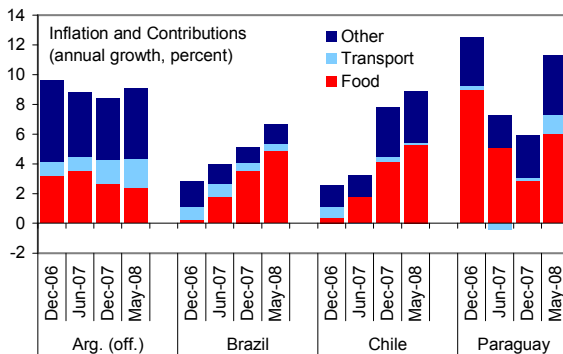 14
12
10
8
6
4
2
0
-2
Inflation and Contributions
(annual growth, percent)
Other
Transport
Food
Dec-06
Jun-07
Dec-07
May-08
Dec-06
Jun-07
Dec-07
May-08
Dec-06
Jun-07
Dec-07
May-08
Dec-06
Jun-07
Dec-07
May-08
Arg. (off.)
Brazil
Chile
Paraguay